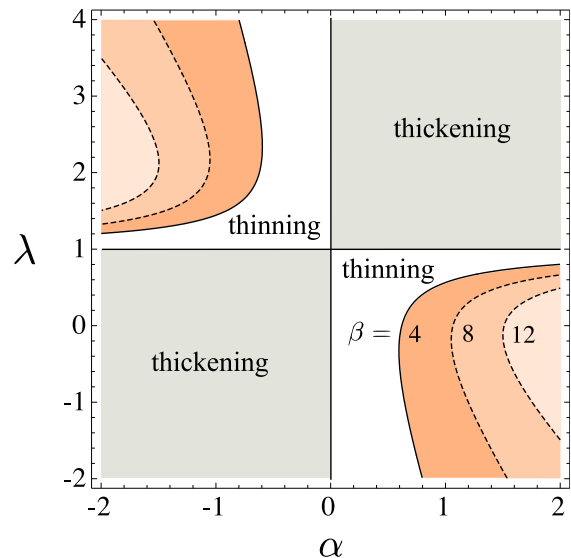 4
3
2
1
0
-1
-2
λ
thickening
thinning
thinning
β = 4 8 12
thickening
-2 -1 0 1 2
α